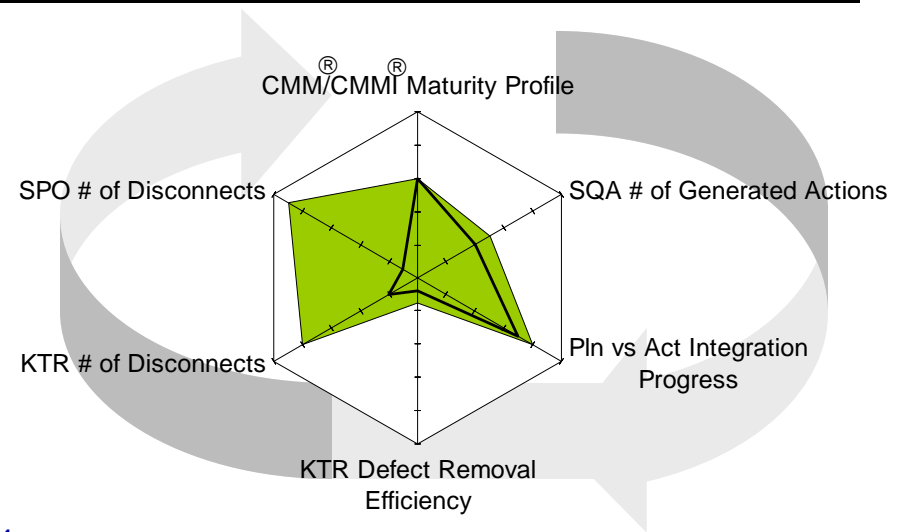 CMM®/CMMI® Maturity Profile
SPO # of Disconnects
SQA # of Generated Actions
KTR # of Disconnects
Pln vs Act Integration
Progress
KTR Defect Removal
Efficiency